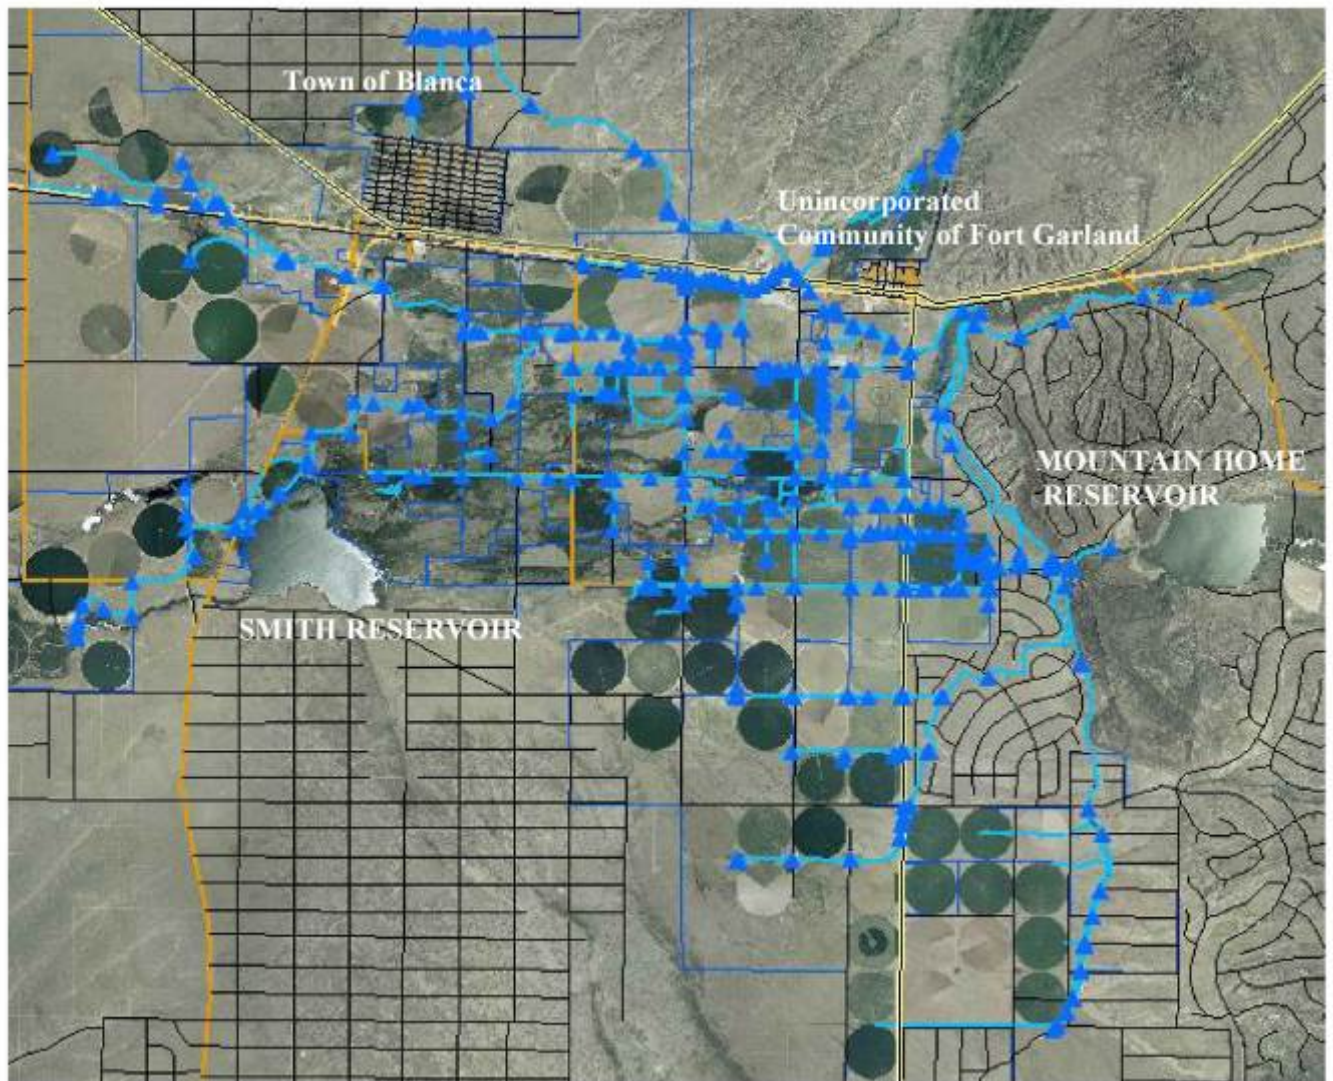 Town of Blanca
Unincorporated
Community of Fort Garland
MOUNTAIN HOME
RESERVOIR
SMITH RESERVOIR